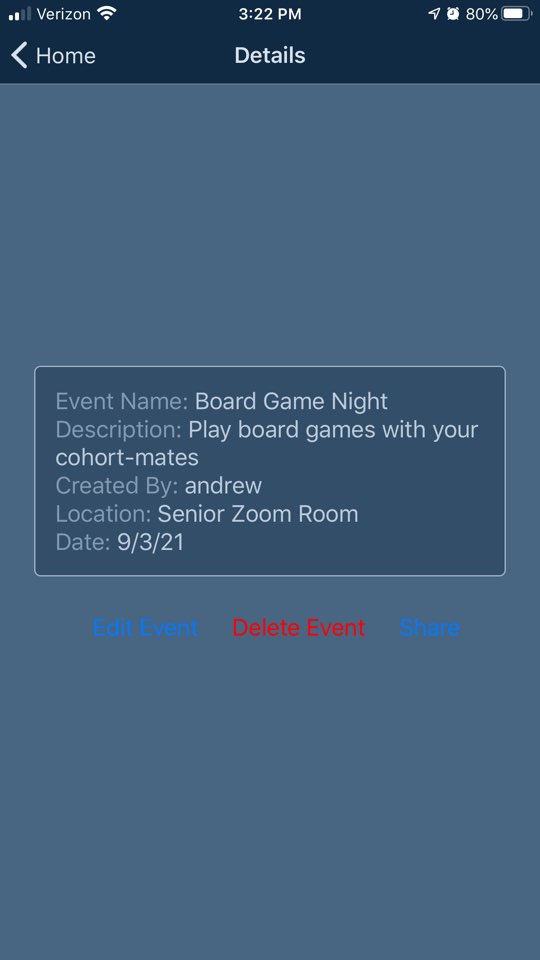 Verizon 3:22 PM 80%
Home Details
Event Name: Board Game Night
Description: Play board games with your
cohort-mates
Created By: andrew
Location: Senior Zoom Room
Date: 9/3/21
Edit Event Delete Event Share